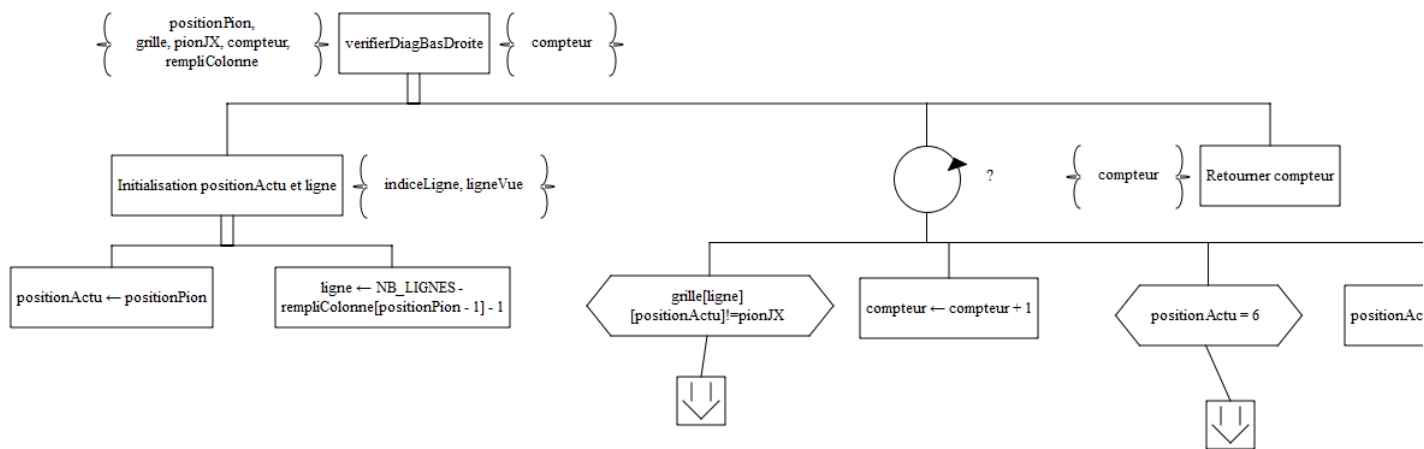 positionPion,
grille, pionJX, compteur,
rempliColonne
verifierDiagBasDroite
compteur
Initialisation positionActu et ligne
indiceLigne, ligneVue
?
compteur
Retourner compteur
positionActu ← positionPion
ligne ← NB_LIGNES -
rempliColonne[positionPion - 1] - 1
grille[ligne]
[positionActu]!=pionJX
compteur ← compteur + 1
positionActu = 6
positionAc